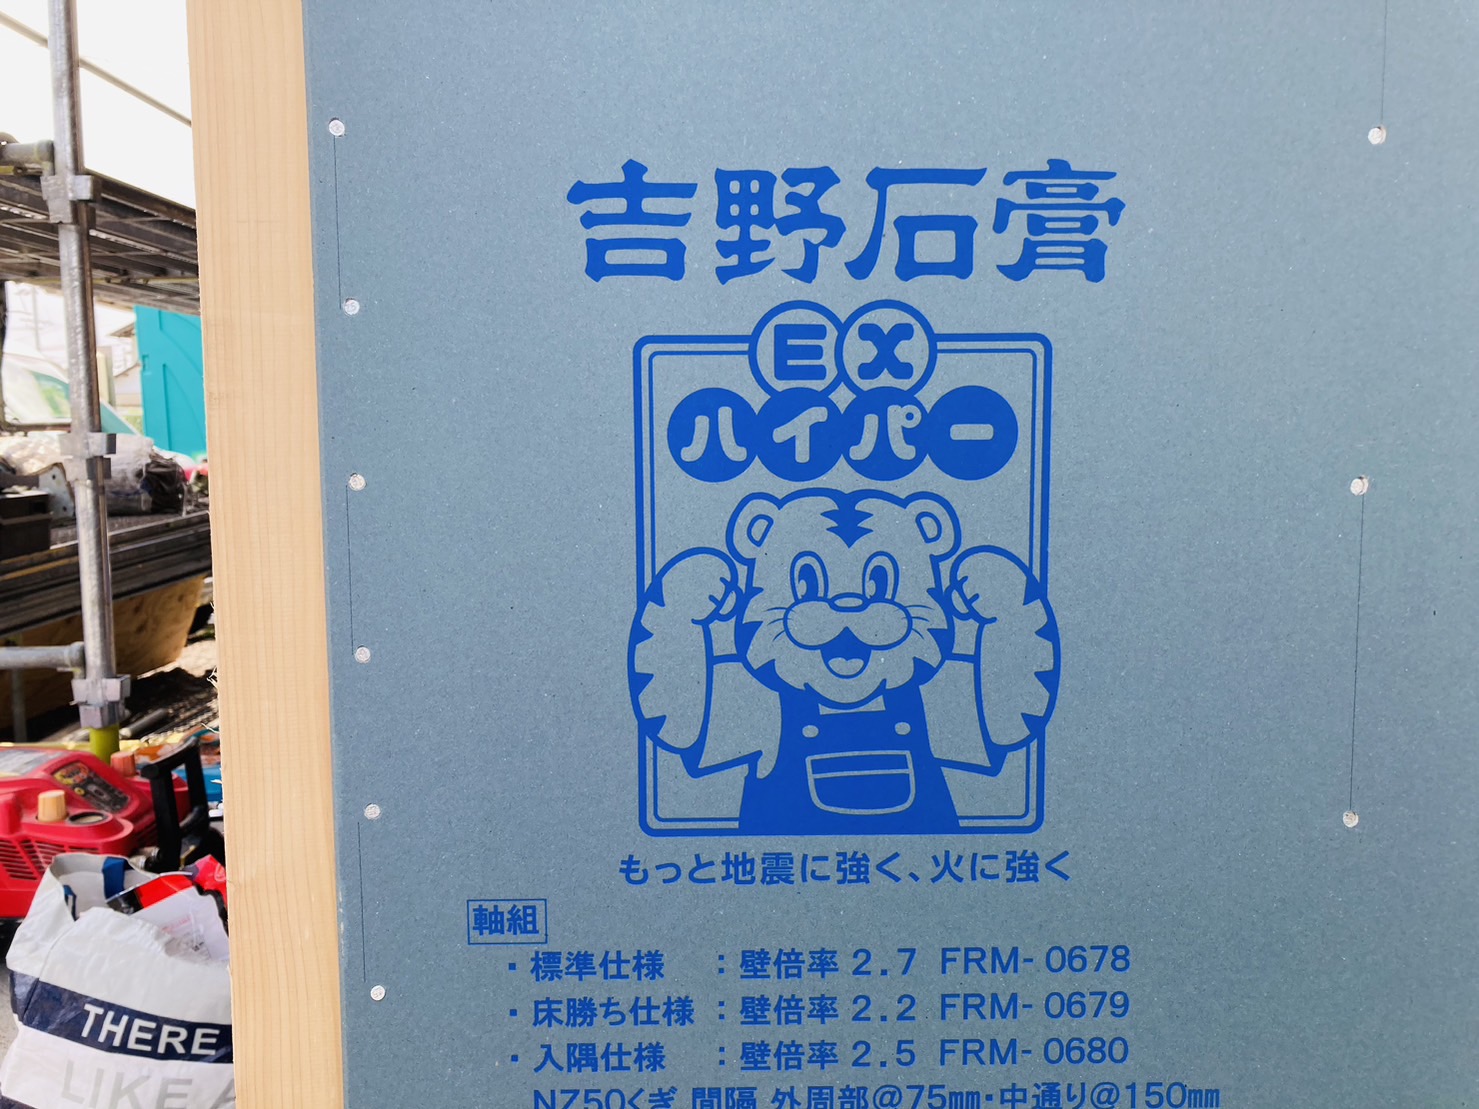 吉野石膏
EX
ハイパー
もっと地震に強く、火に強く
軸組
・標準仕様 : 壁倍率 2.7 FRM-0678
・床勝ち仕様 : 壁倍率 2.2 FRM-0679
・入隅仕様 : 壁倍率 2.5 FRM-0680
NZ50くぎ 間隔 外周部@75mm・中通り@150mm
THERE
LIKE A